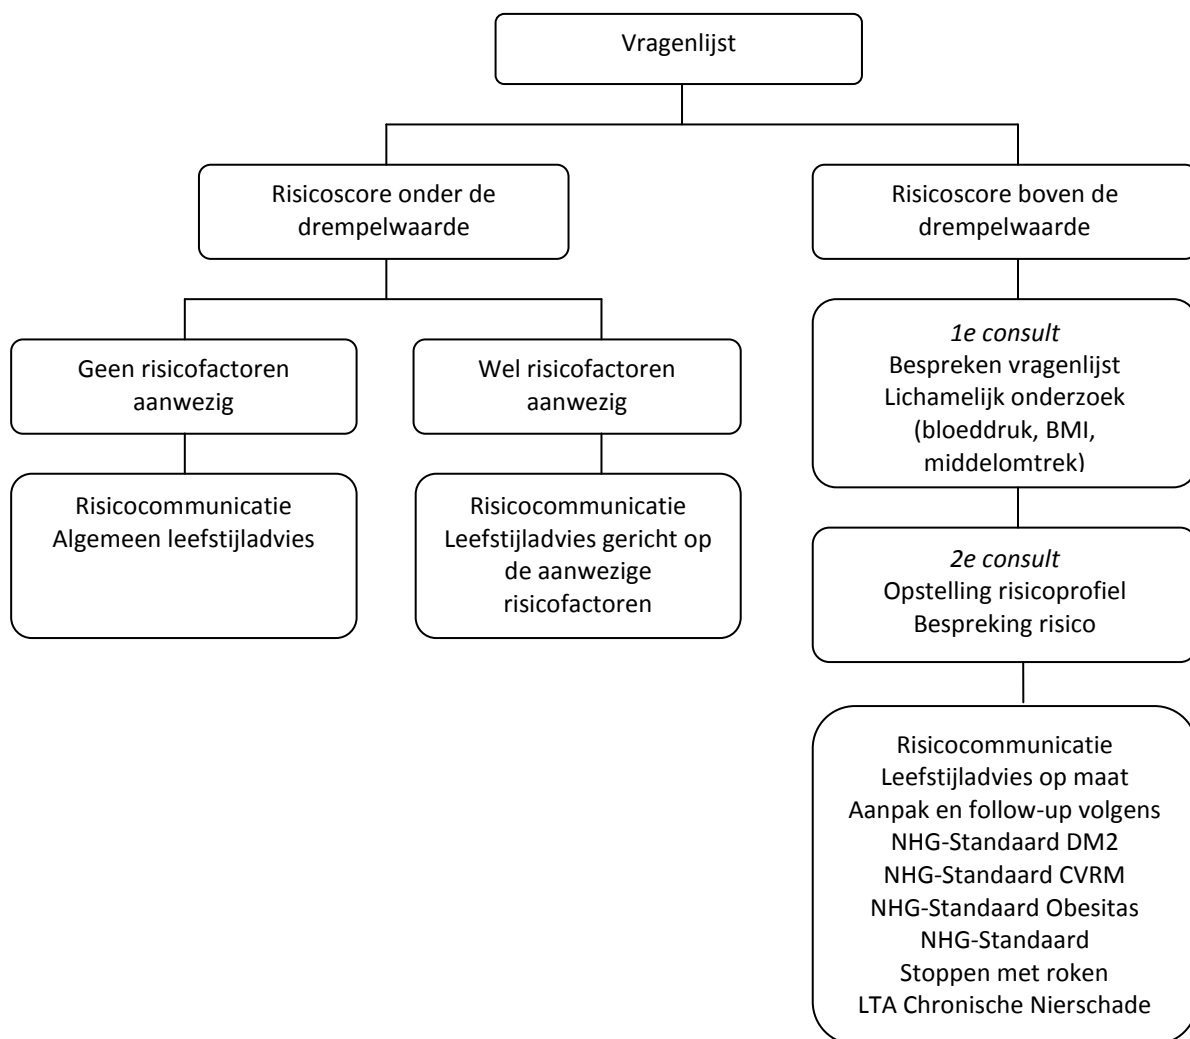 Vragenlijst
Risicoscore onder de
drempelwaarde
Risicoscore boven de
drempelwaarde
Geen risicofactoren
aanwezig
Wel risicofactoren
aanwezig
1e consult
Bespreken vragenlijst
Lichamelijk onderzoek
(bloeddruk, BMI,
middelomtrek)
Risicocommunicatie
Algemeen leefstijladvies
Risicocommunicatie
Leefstijladvies gericht op
de aanwezige
risicofactoren
2e consult
Opstelling risicoprofiel
Bespreking risico
Risicocommunicatie
Leefstijladvies op maat
Aanpak en follow-up volgens
NHG-Standaard DM2
NHG-Standaard CVRM
NHG-Standaard Obesitas
NHG-Standaard
Stoppen met roken
LTA Chronische Nierschade